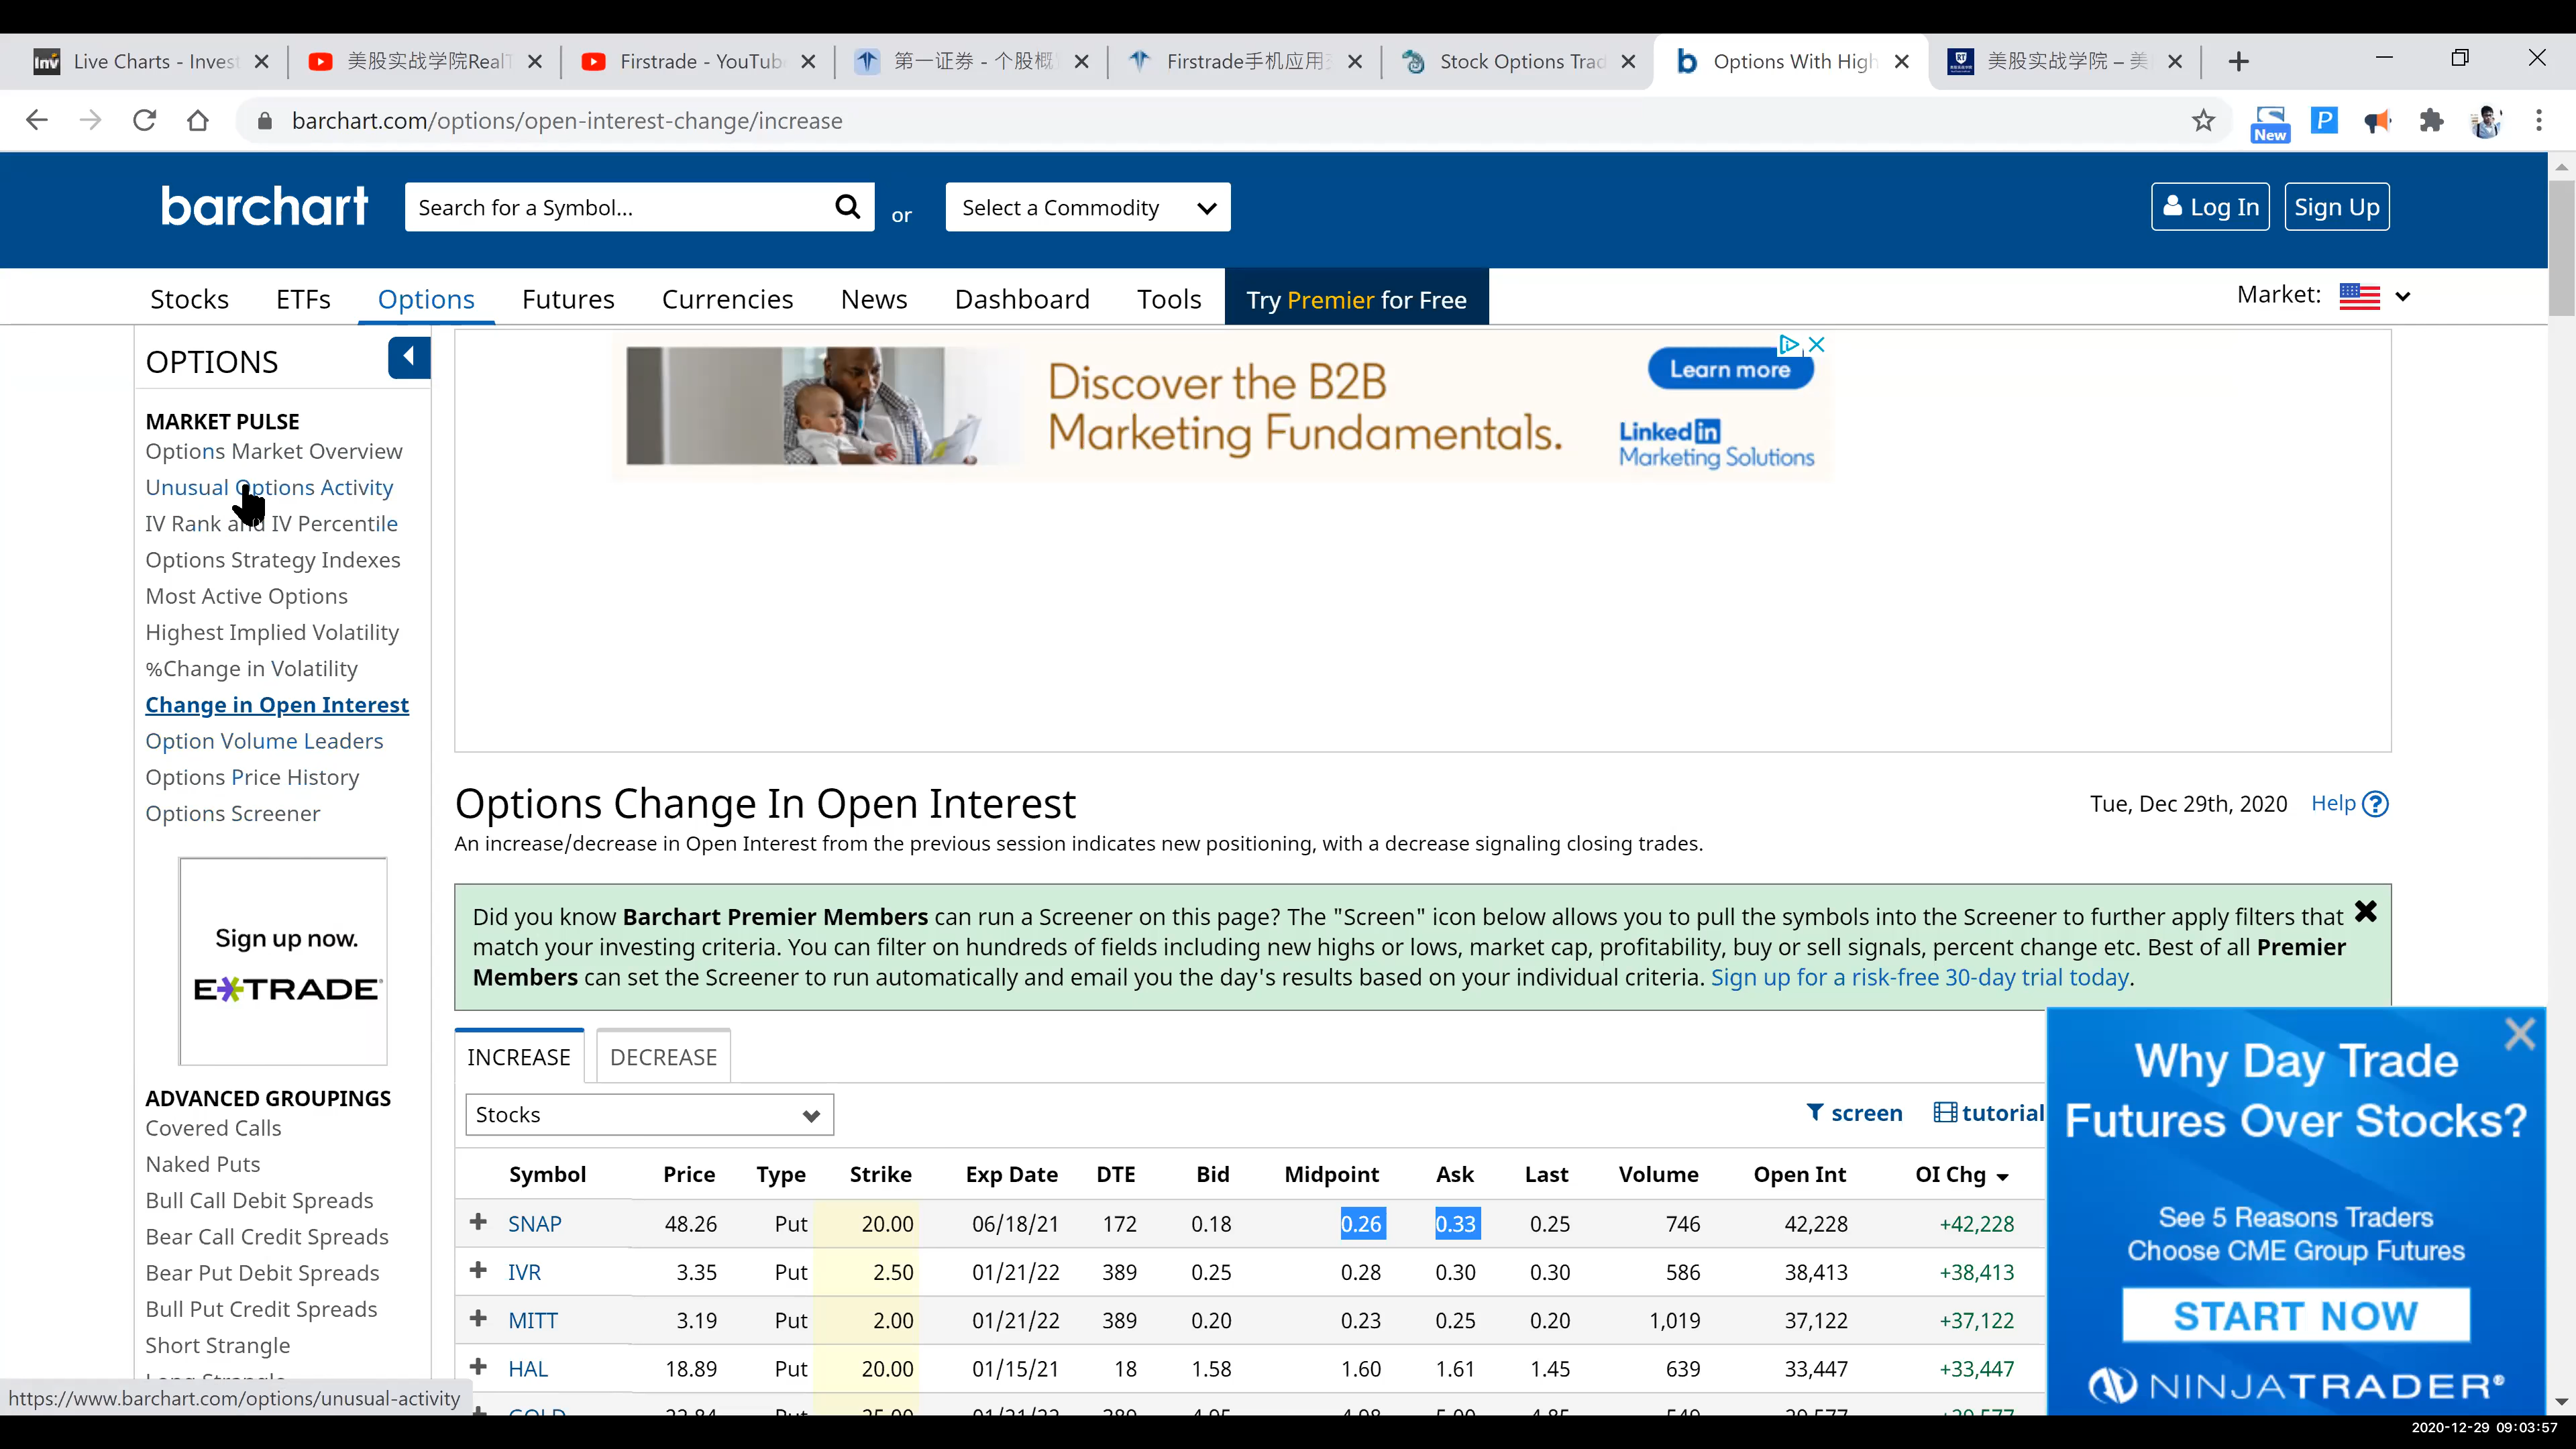 Live Charts - Invest
美股实战学院RealT
Firstrade - YouTub
第一证券 - 个股概
Firstrade手机应用
Stock Options Trad
Options With High
美股实战学院 – 美
barchart.com/options/open-interest-change/increase
New
barchart
Search for a Symbol...
or
Select a Commodity
Log In
Sign Up
Stocks ETFs Options Futures Currencies News Dashboard Tools Try Premier for Free
Market:
OPTIONS
MARKET PULSE
Options Market Overview
Unusual Options Activity
IV Rank and IV Percentile
Options Strategy Indexes
Most Active Options
Highest Implied Volatility
%Change in Volatility
Change in Open Interest
Option Volume Leaders
Options Price History
Options Screener
Sign up now.
E*TRADE
ADVANCED GROUPINGS
Covered Calls
Naked Puts
Bull Call Debit Spreads
Bear Call Credit Spreads
Bear Put Debit Spreads
Bull Put Credit Spreads
Short Strangle
Discover the B2B
Marketing Fundamentals.
Learn more
Linked in
Marketing Solutions
Options Change In Open Interest
Tue, Dec 29th, 2020 Help ?
An increase/decrease in Open Interest from the previous session indicates new positioning, with a decrease signaling closing trades.
Did you know Barchart Premier Members can run a Screener on this page? The "Screen" icon below allows you to pull the symbols into the Screener to further apply filters that
match your investing criteria. You can filter on hundreds of fields including new highs or lows, market cap, profitability, buy or sell signals, percent change etc. Best of all Premier
Members can set the Screener to run automatically and email you the day's results based on your individual criteria. Sign up for a risk-free 30-day trial today.
INCREASE DECREASE
Stocks
screen tutorial
Symbol Price Type Strike Exp Date DTE Bid Midpoint Ask Last Volume Open Int OI Chg
SNAP 48.26 Put 20.00 06/18/21 172 0.18 0.26 0.33 0.25 746 42,228 +42,228
IVR 3.35 Put 2.50 01/21/22 389 0.25 0.28 0.30 0.30 586 38,413 +38,413
MITT 3.19 Put 2.00 01/21/22 389 0.20 0.23 0.25 0.20 1,019 37,122 +37,122
HAL 18.89 Put 20.00 01/15/21 18 1.58 1.60 1.61 1.45 639 33,447 +33,447
Why Day Trade
Futures Over Stocks?
See 5 Reasons Traders
Choose CME Group Futures
START NOW
NINJATRADER
https://www.barchart.com/options/unusual-activity
2020-12-29 09:03:57